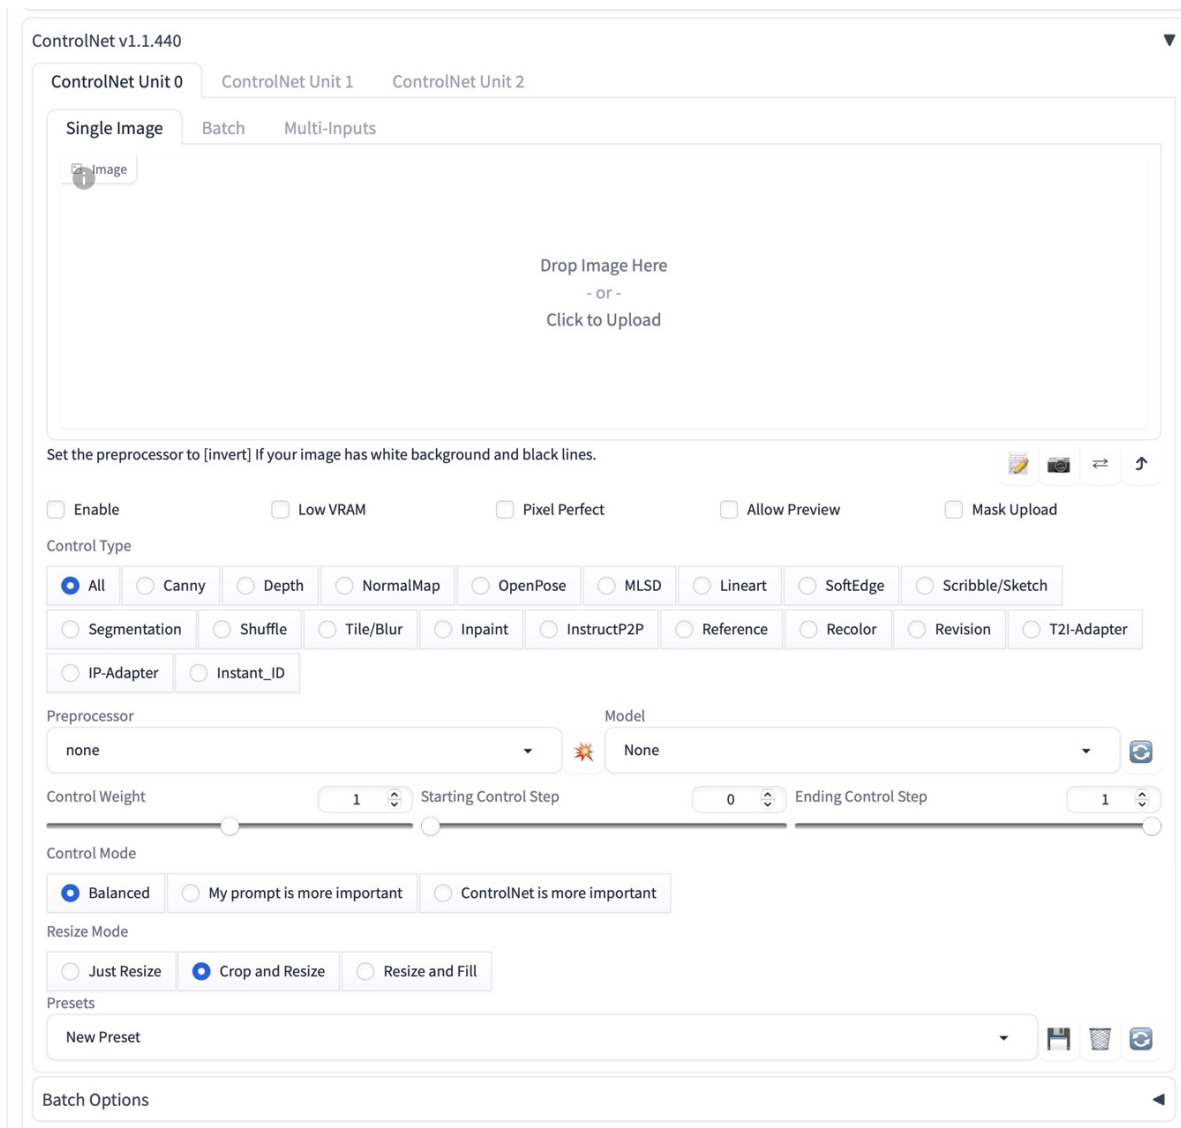 ControlNet v1.1.440
ControlNet Unit 0 ControlNet Unit 1 ControlNet Unit 2
Single Image Batch Multi-Inputs
Image
Drop Image Here
- or -
Click to Upload
Set the preprocessor to [invert] If your image has white background and black lines.
Enable Low VRAM Pixel Perfect Allow Preview Mask Upload
Control Type
All Canny Depth NormalMap OpenPose MLSD Lineart SoftEdge Scribble/Sketch
Segmentation Shuffle Tile/Blur Inpaint InstructP2P Reference Recolor Revision T2I-Adapter
IP-Adapter Instant_ID
Preprocessor Model
none None
Control Weight 1 Starting Control Step 0 Ending Control Step 1
Control Mode
Balanced My prompt is more important ControlNet is more important
Resize Mode
Just Resize Crop and Resize Resize and Fill
Presets
New Preset
Batch Options